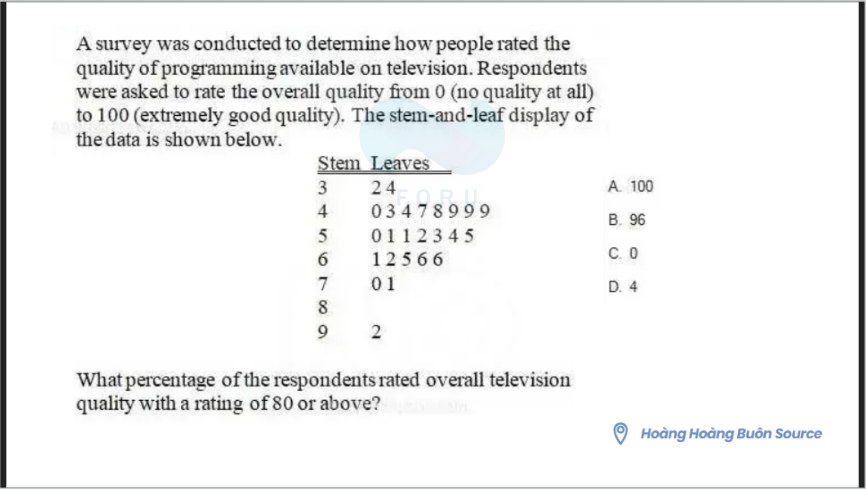 A survey was conducted to determine how people rated the
quality of programming available on television. Respondents
were asked to rate the overall quality from 0 (no quality at all)
to 100 (extremely good quality). The stem-and-leaf display of
the data is shown below.
Stem Leaves
3 2 4
4 0 3 4 7 8 9 9 9
5 0 1 1 2 3 4 5
6 1 2 5 6 6
7 0 1
8
9 2
What percentage of the respondents rated overall television
quality with a rating of 80 or above?
A. 100
B. 96
C. 0
D. 4
FORU
Hoàng Hoàng Buôn Source